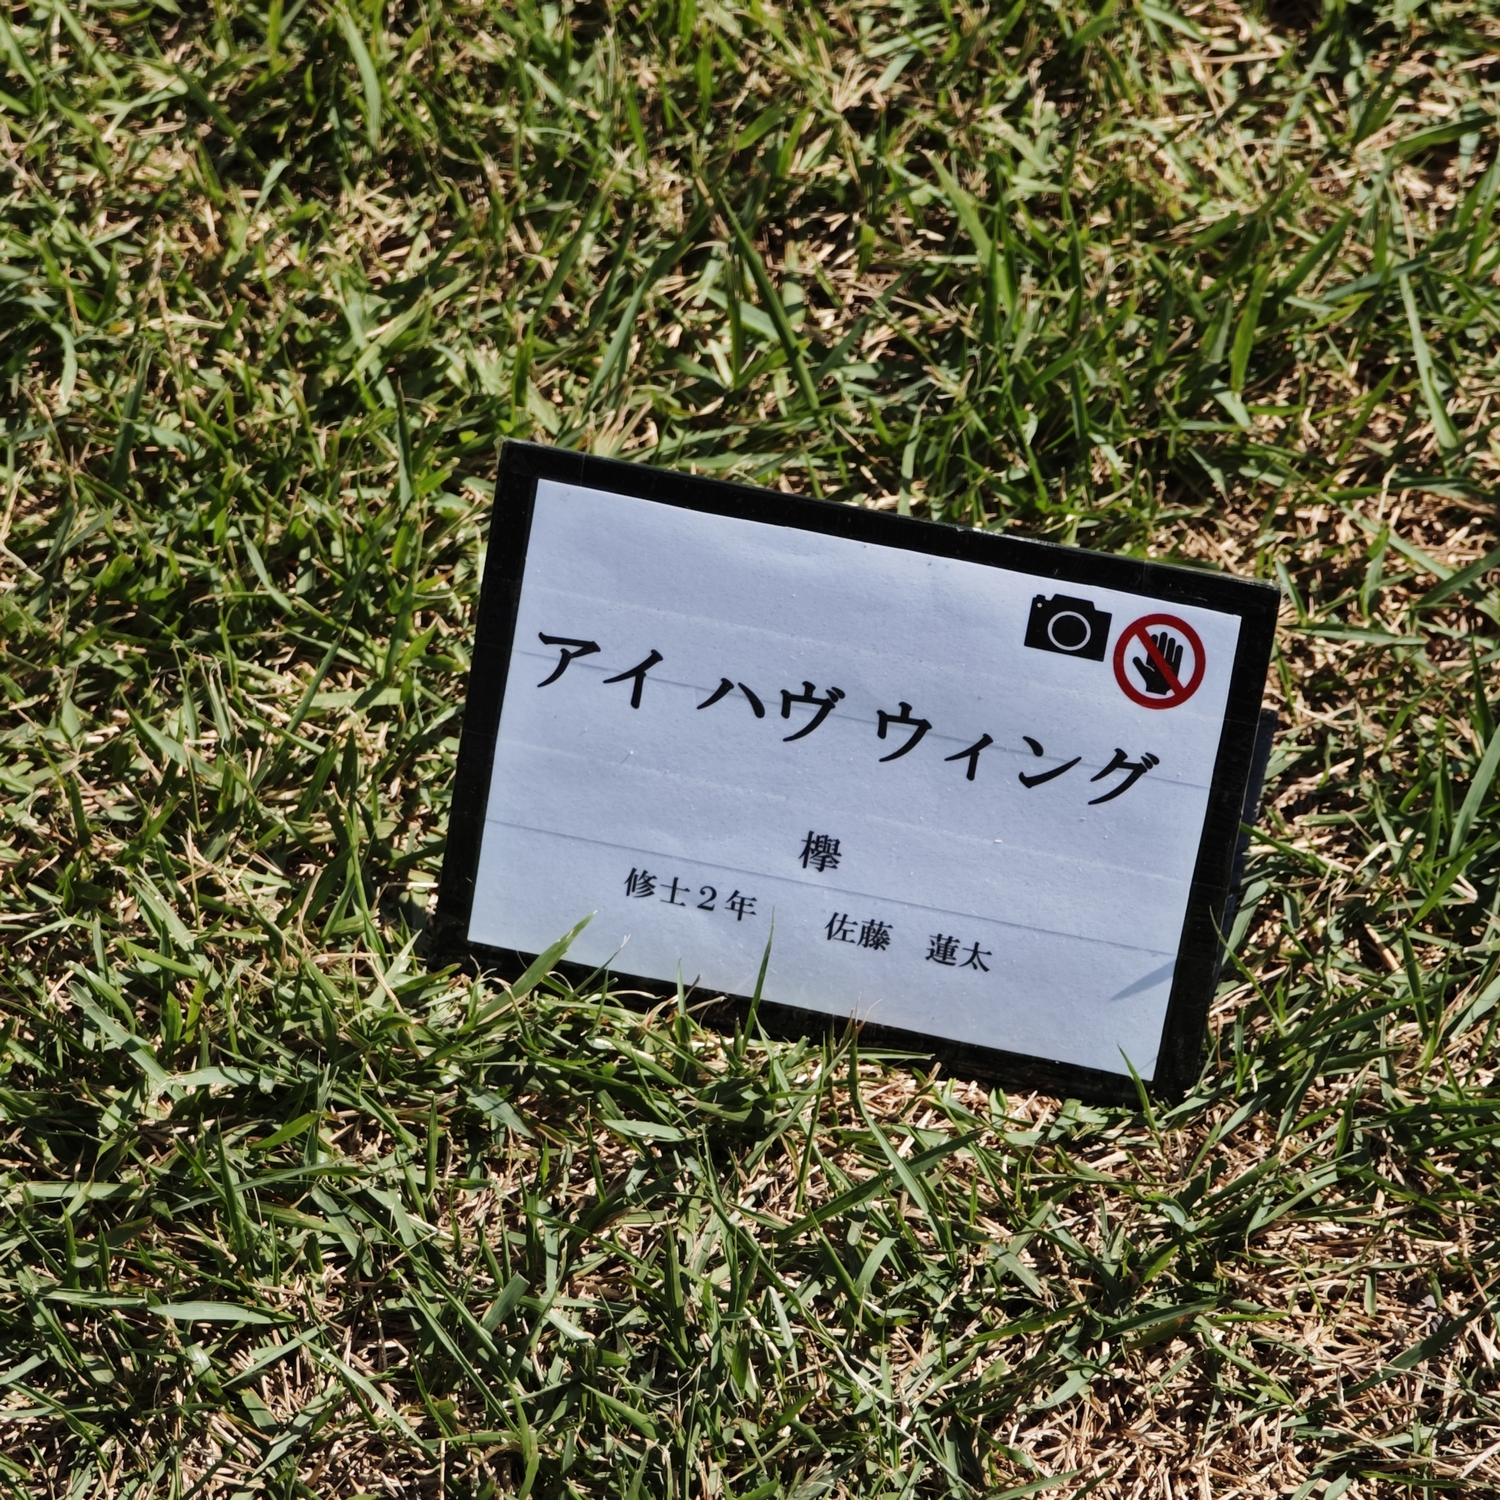 アイ ハヴ ウィング
欅
修士２年　佐藤　蓮太